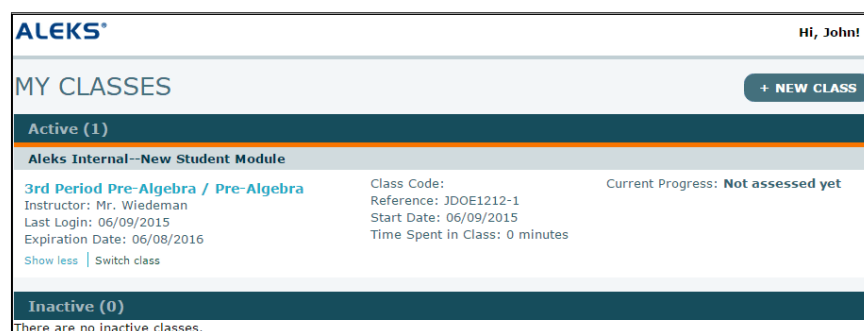 ALEKS®
Hi, John!
MY CLASSES
+ NEW CLASS
Active (1)
Aleks Internal--New Student Module
3rd Period Pre-Algebra / Pre-Algebra
Instructor: Mr. Wiedeman
Last Login: 06/09/2015
Expiration Date: 06/08/2016
Show less | Switch class
Class Code:
Reference: JDOE1212-1
Start Date: 06/09/2015
Time Spent in Class: 0 minutes
Current Progress: Not assessed yet
Inactive (0)
There are no inactive classes.